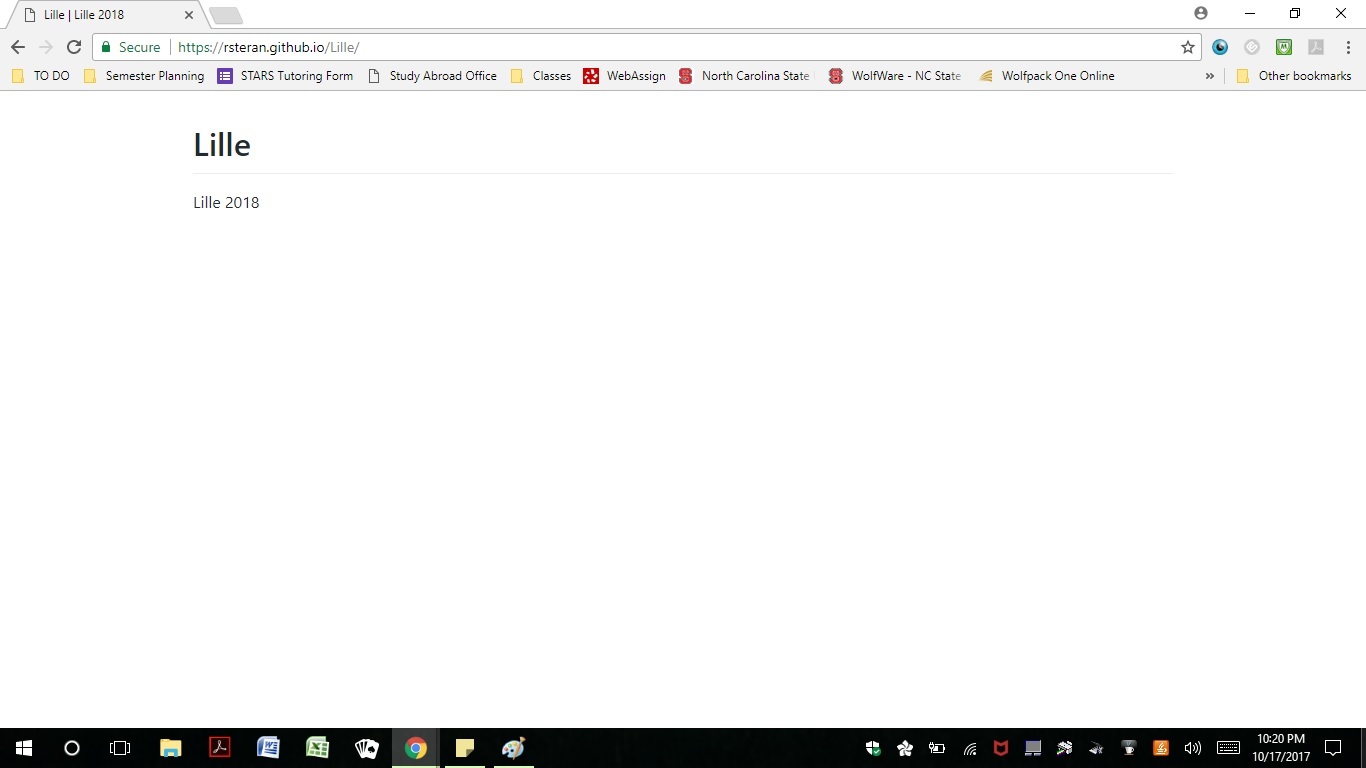 Lille | Lille 2018
Secure | https://rsteran.github.io/Lille/
TO DO Semester Planning STARS Tutoring Form Study Abroad Office Classes WebAssign North Carolina State WolfWare - NC State Wolfpack One Online » Other bookmarks
Lille
Lille 2018
10:20 PM
10/17/2017